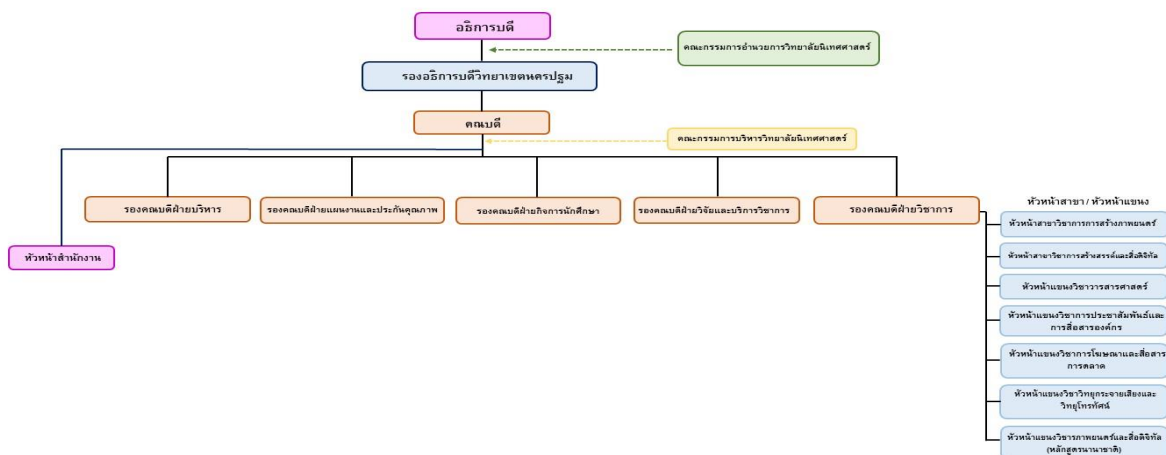 อธิการบดี
คณะกรรมการอำนวยการวิทยาลัยนิเทศศาสตร์
รองอธิการบดีวิทยาเขตนครปฐม
คณบดี
คณะกรรมการบริหารวิทยาลัยนิเทศศาสตร์
รองคณบดีฝ่ายบริหาร
รองคณบดีฝ่ายแผนงานและประกันคุณภาพ
รองคณบดีฝ่ายกิจการนักศึกษา
รองคณบดีฝ่ายวิจัยและบริการวิชาการ
รองคณบดีฝ่ายวิชาการ
หัวหน้าสำนักงาน
หัวหน้าสาขา / หัวหน้าแขนง
หัวหน้าสาขาวิชาการการสร้างภาพยนตร์
หัวหน้าสาขาวิชาการสร้างสรรค์และสื่อดิจิทัล
หัวหน้าแขนงวิชาวารสารศาสตร์
หัวหน้าแขนงวิชาการประชาสัมพันธ์และ
การสื่อสารองค์กร
หัวหน้าแขนงวิชาการโฆษณาและสื่อสาร
การตลาด
หัวหน้าแขนงวิชาวิทยุกระจายเสียงและ
วิทยุโทรทัศน์
หัวหน้าแขนงวิชารภาพยนตร์และสื่อดิจิทัล
(หลักสูตรนานาชาติ)